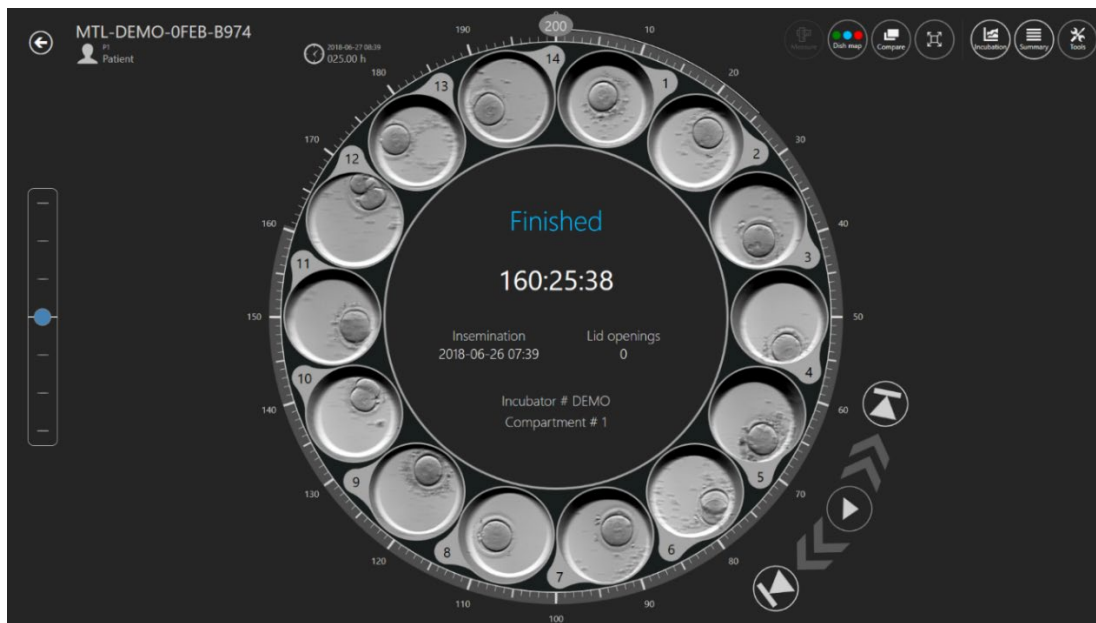 MTL-DEMO-0FEB-B974
P1
Patient
2018-06-27 08:39
025.00 h
Measure
Dish map
Compare
Incubation
Summary
Tools
200
10
20
30
40
50
60
70
80
90
100
110
120
130
140
150
160
170
180
190
1
2
3
4
5
6
7
8
9
10
11
12
13
14
Finished
160:25:38
Insemination
2018-06-26 07:39
Lid openings
0
Incubator # DEMO
Compartment # 1